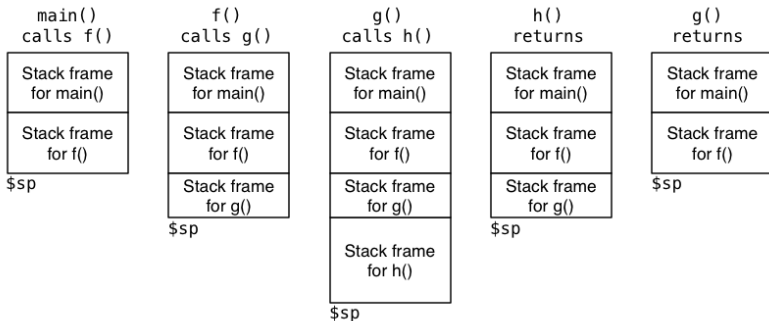 main()
calls f()
Stack frame
for main()
Stack frame
for f()
$sp
f()
calls g()
Stack frame
for main()
Stack frame
for f()
Stack frame
for g()
$sp
g()
calls h()
Stack frame
for main()
Stack frame
for f()
Stack frame
for g()
Stack frame
for h()
$sp
h()
returns
Stack frame
for main()
Stack frame
for f()
Stack frame
for g()
$sp
g()
returns
Stack frame
for main()
Stack frame
for f()
$sp